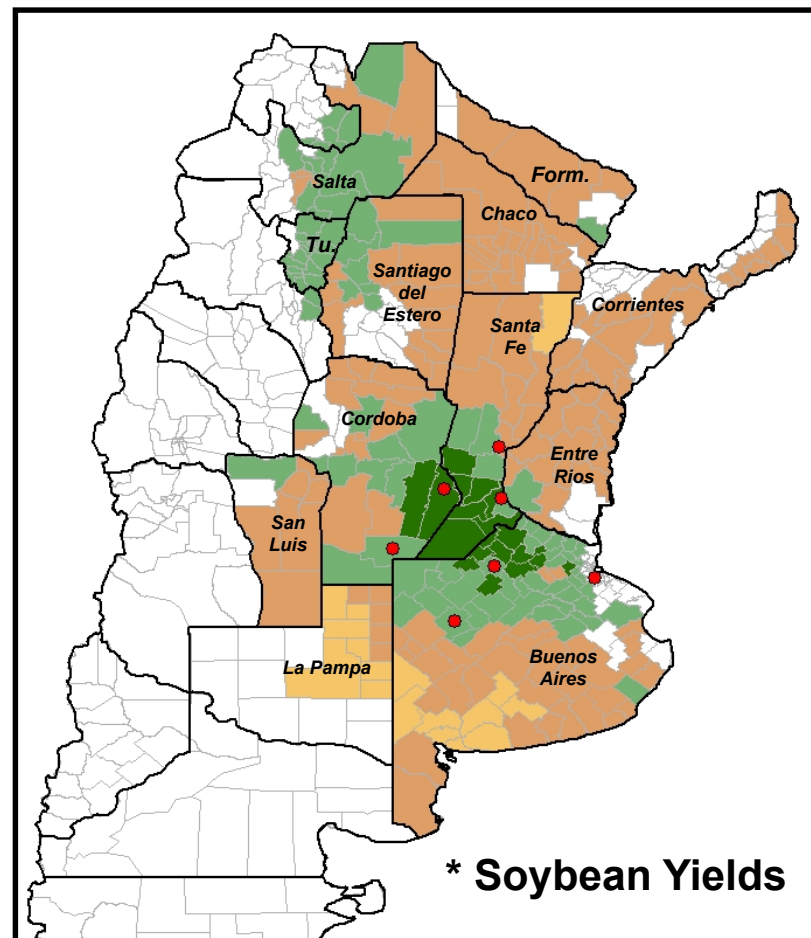 Salta
Form.
Chaco
Tu.
Santiago
del
Estero
Corrientes
Santa
Fe
Cordoba
Entre
Rios
San
Luis
La Pampa
Buenos
Aires
* Soybean Yields